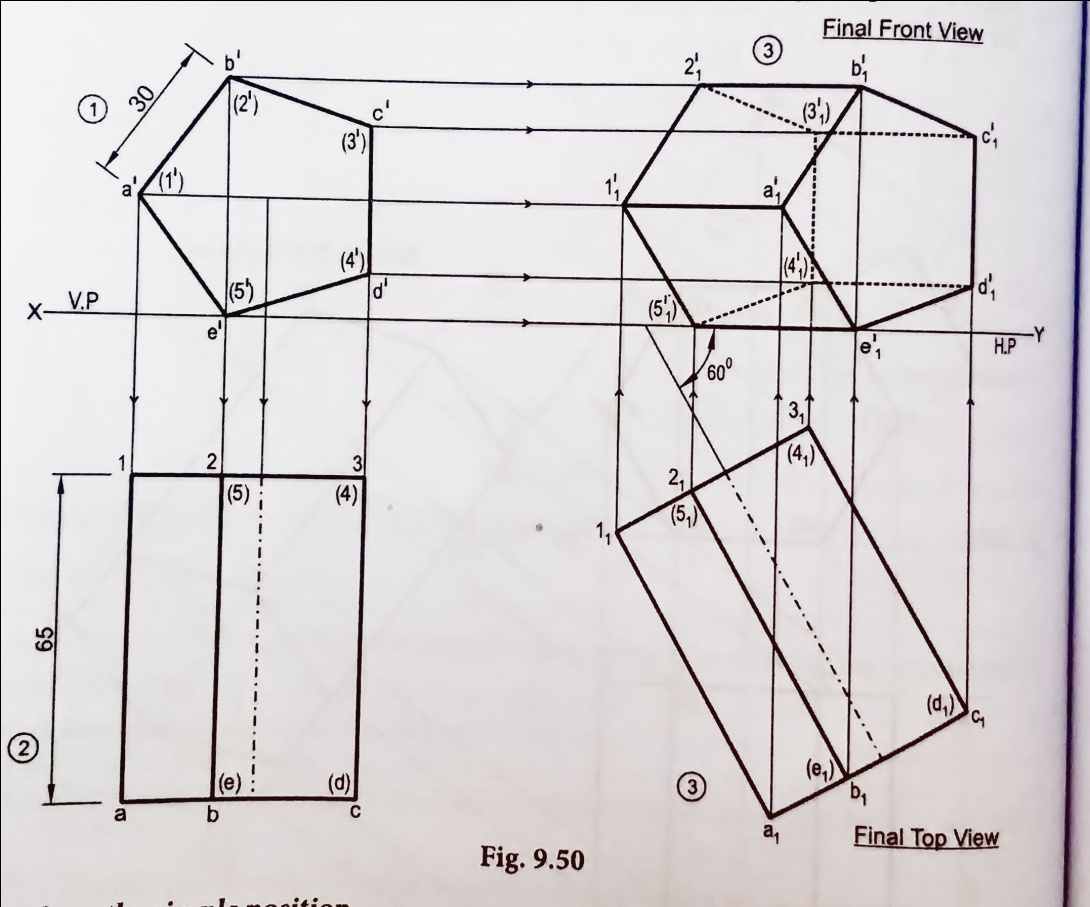 Final Front View
3
b'
2'₁
b'₁
30
1
(2')
c'
(3')
(3'₁)
c'₁
a'
(1')
1'₁
a'₁
(5')
(4')
d'
(4'₁)
d'₁
(5'₁)
X
V.P
e'
e'₁
Y
H.P
60⁰
1
2
3
(5)
(4)
3₁
(4₁)
2₁
(5₁)
1₁
65
2
(e)
(d)
a
b
c
(d₁)
c₁
(e₁)
b₁
3
a₁
Final Top View
Fig. 9.50